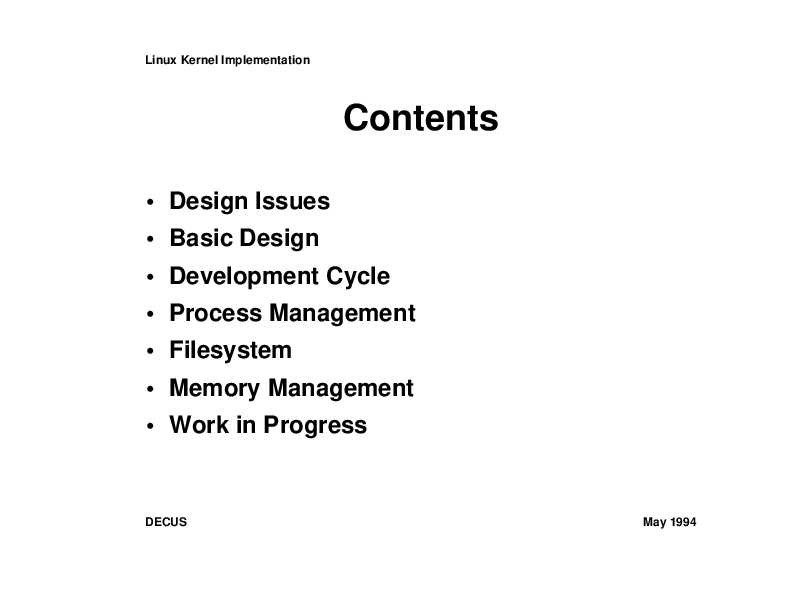 Linux Kernel Implementation
Contents
• Design Issues
• Basic Design
• Development Cycle
• Process Management
• Filesystem
• Memory Management
• Work in Progress
DECUS
May 1994